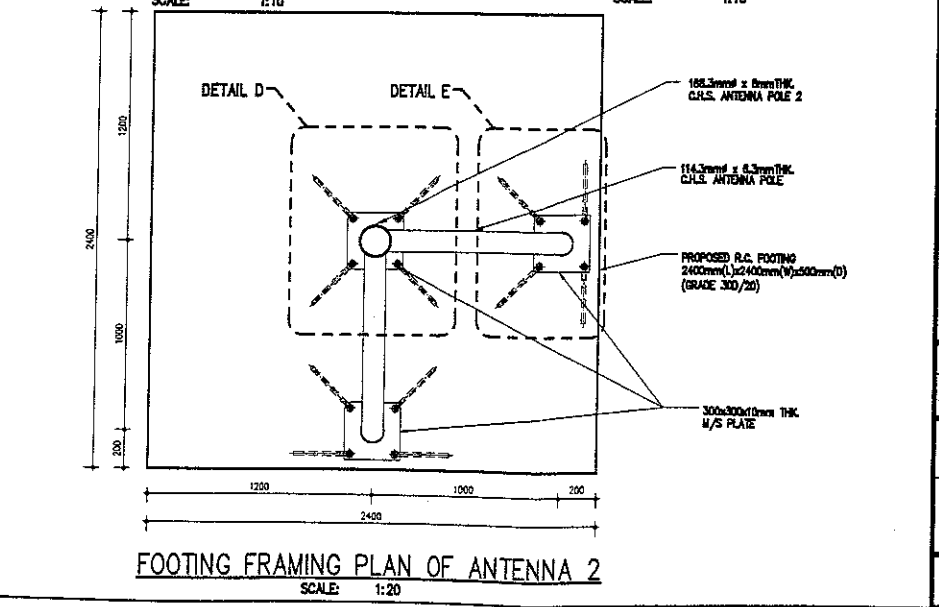 SCALE: 1:10
SCALE: 1:10
DETAIL D
DETAIL E
168.3mmø x 8mmTHK.
C.H.S. ANTENNA POLE 2
114.3mmø x 6.3mmTHK.
C.H.S. ANTENNA POLE
PROPOSED R.C. FOOTING
2400mm(L)x2400mm(W)x500mm(D)
(GRADE 30D/20)
300x300x10mm THK.
M/S PLATE
2400
1200
1000
200
1200
1000
200
2400
FOOTING FRAMING PLAN OF ANTENNA 2
SCALE: 1:20